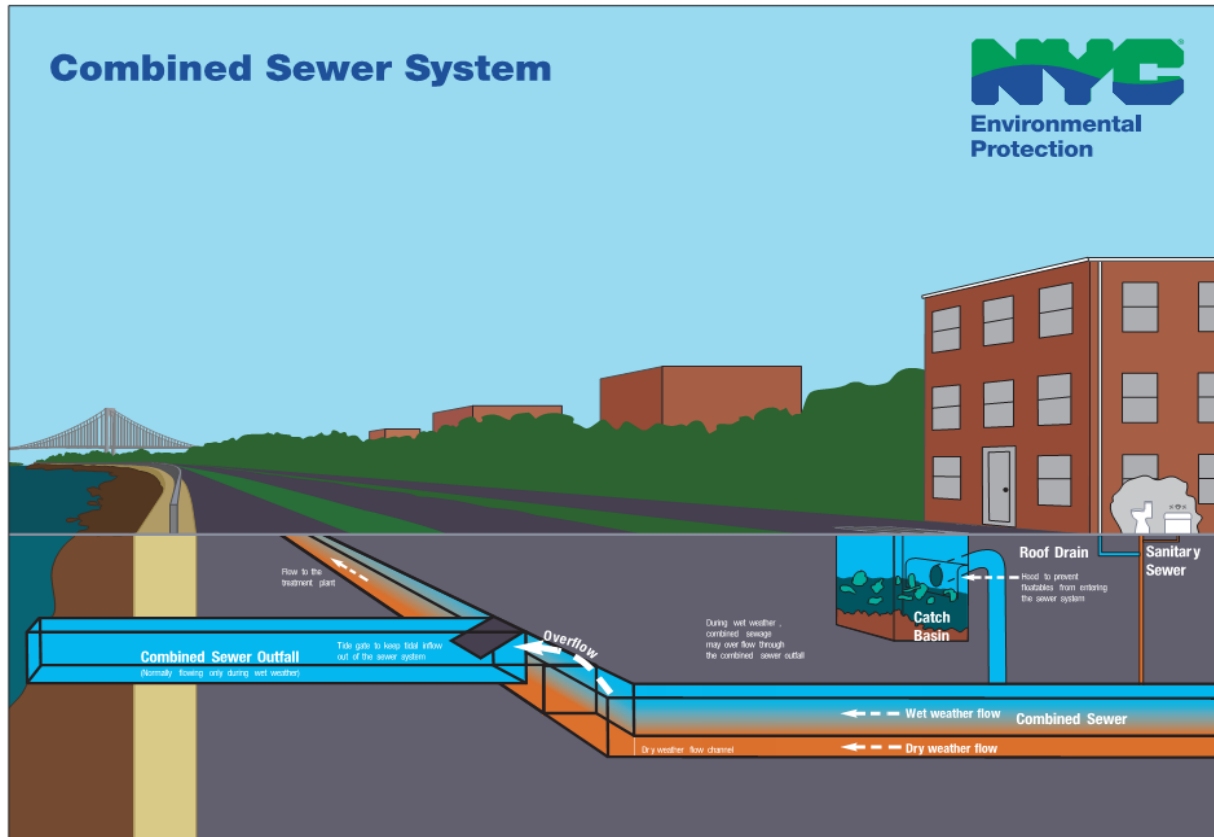 Combined Sewer System
NYC
Environmental
Protection
Roof Drain
Sanitary
Sewer
Flow to the
treatment plant
Hood to prevent
floatables from entering
the sewer system
Catch
Basin
During wet weather ,
combined sewage
may over flow through
the combined sewer outfall
Overflow
Tide gate to keep tidal inflow
out of the sewer system
Combined Sewer Outfall
(Normally flowing only during wet weather)
Wet weather flow
Combined Sewer
Dry weather flow channel
Dry weather flow